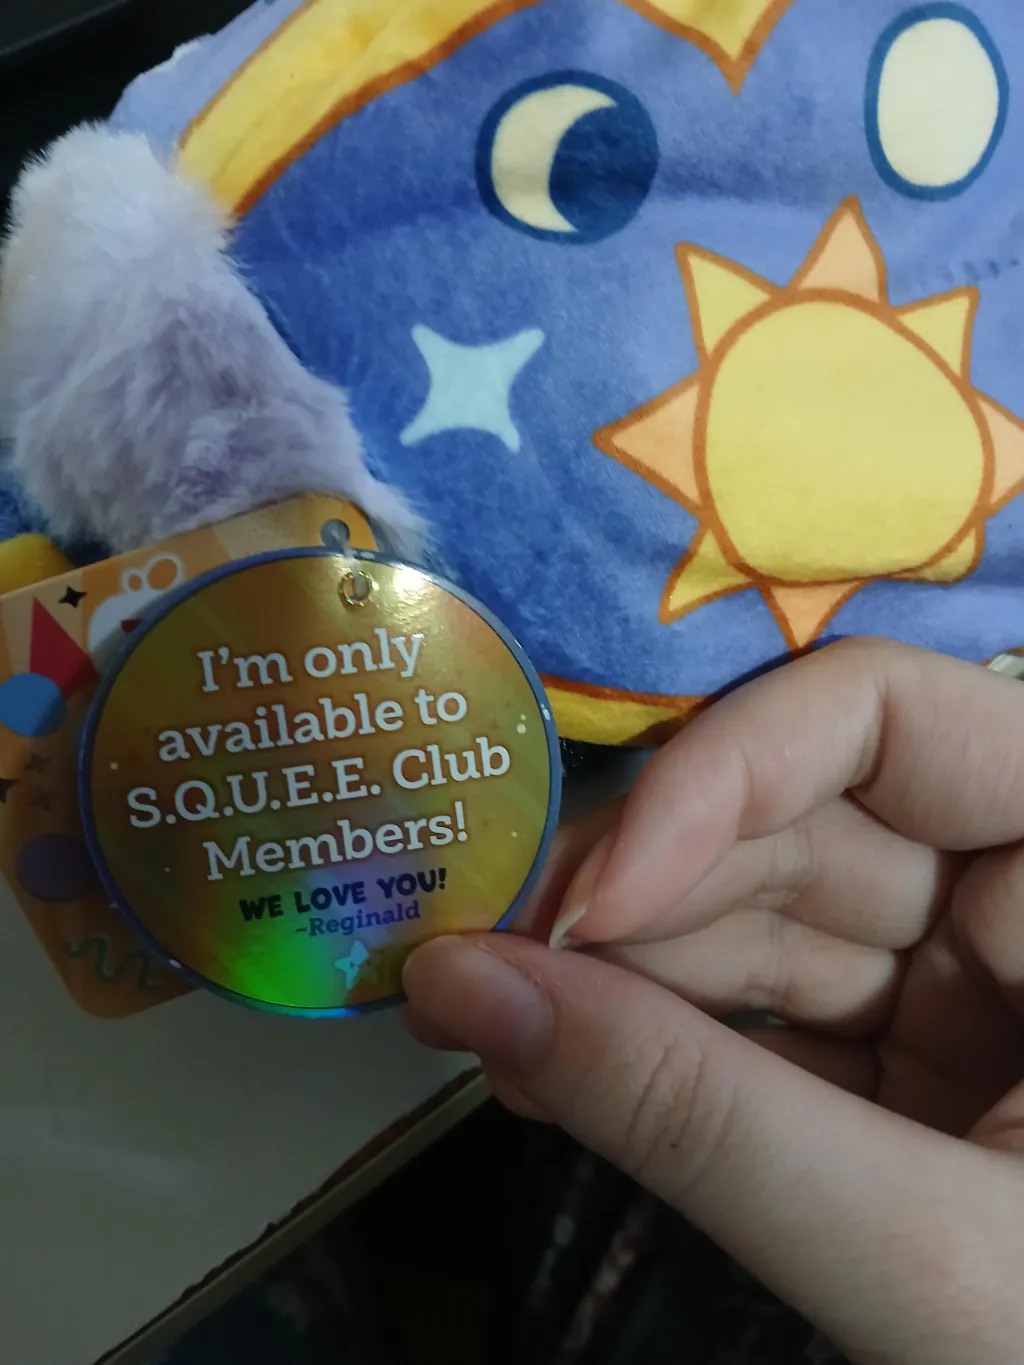 I'm only
available to
S.Q.U.E.E. Club
Members!
WE LOVE YOU!
~Reginald